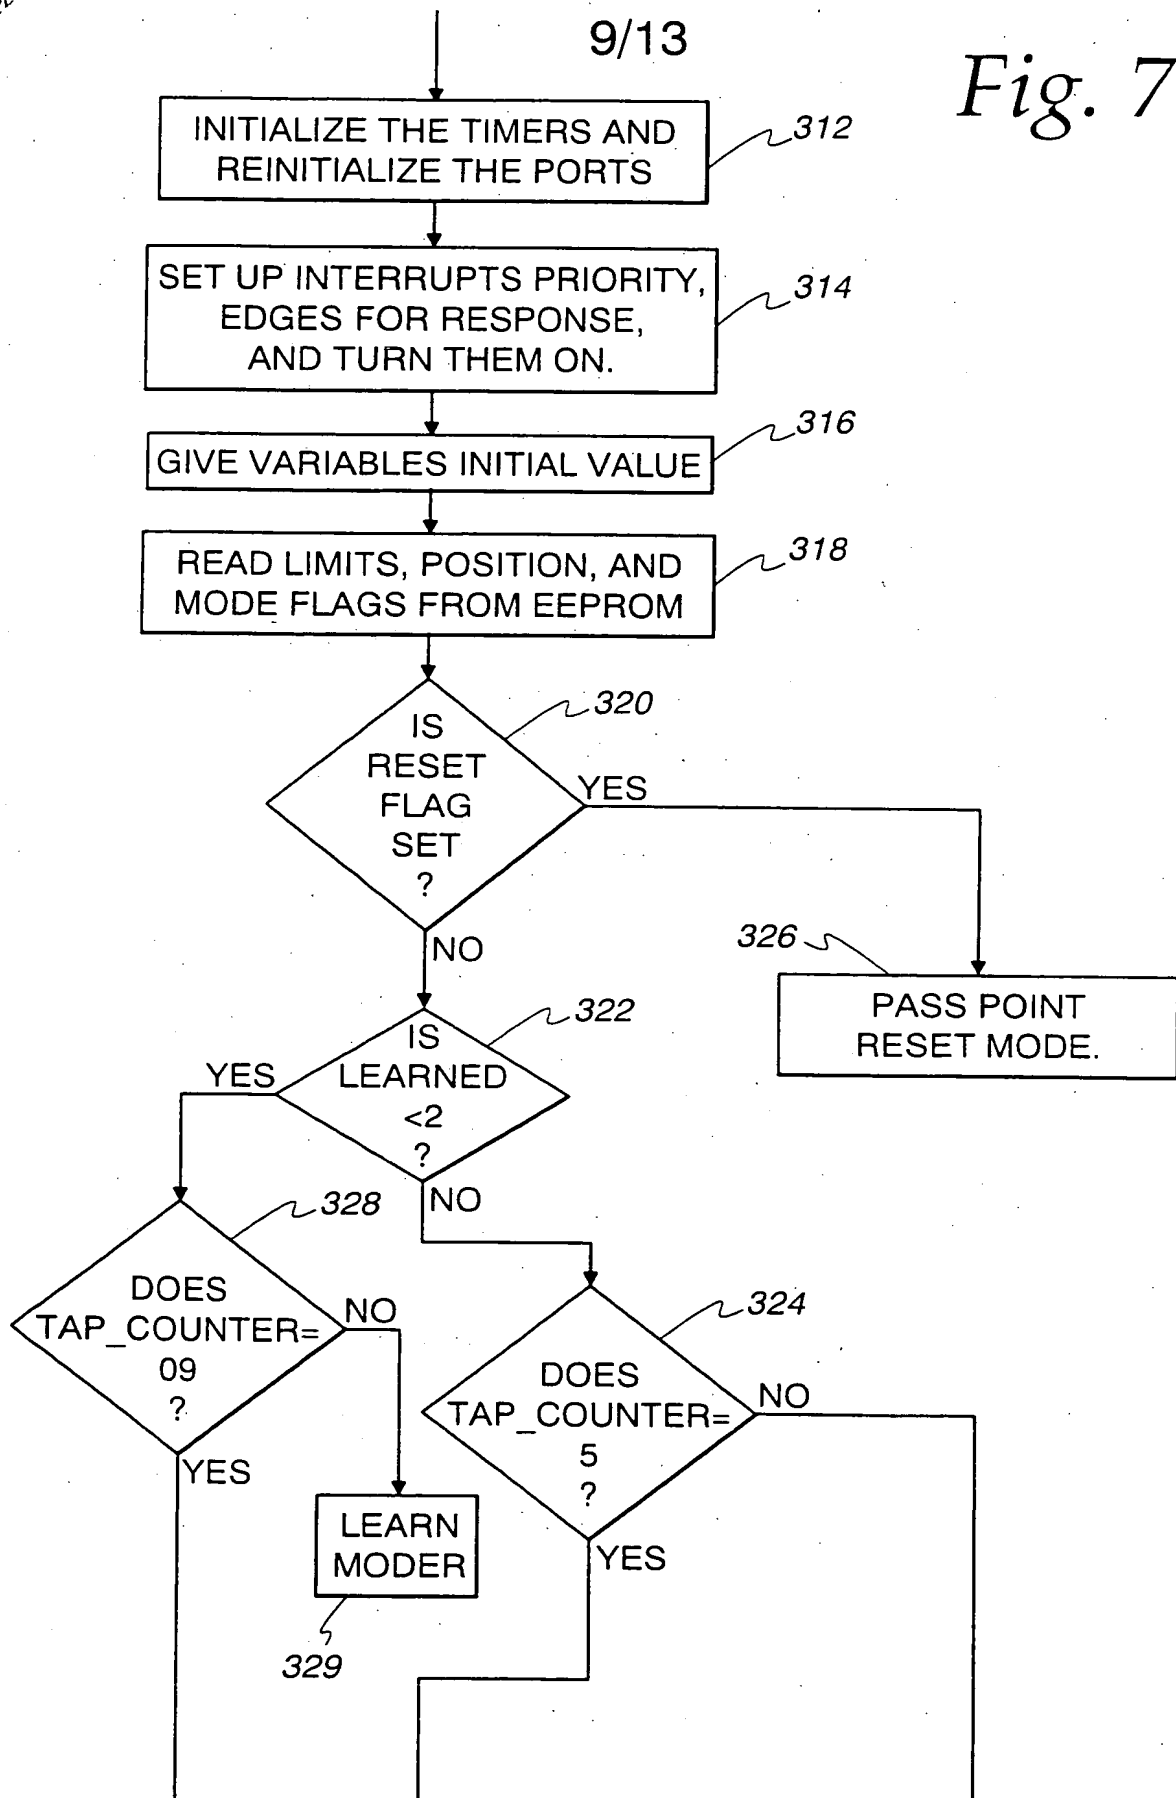 9/13
Fig. 7
INITIALIZE THE TIMERS AND
REINITIALIZE THE PORTS
312
SET UP INTERRUPTS PRIORITY,
EDGES FOR RESPONSE,
AND TURN THEM ON.
314
GIVE VARIABLES INITIAL VALUE
316
READ LIMITS, POSITION, AND
MODE FLAGS FROM EEPROM
318
IS
RESET
FLAG
SET
?
320
YES
NO
326
PASS POINT
RESET MODE.
IS
LEARNED
<2
?
322
YES
NO
328
DOES
TAP_COUNTER=
09
?
NO
YES
324
DOES
TAP_COUNTER=
5
?
NO
YES
LEARN
MODER
329